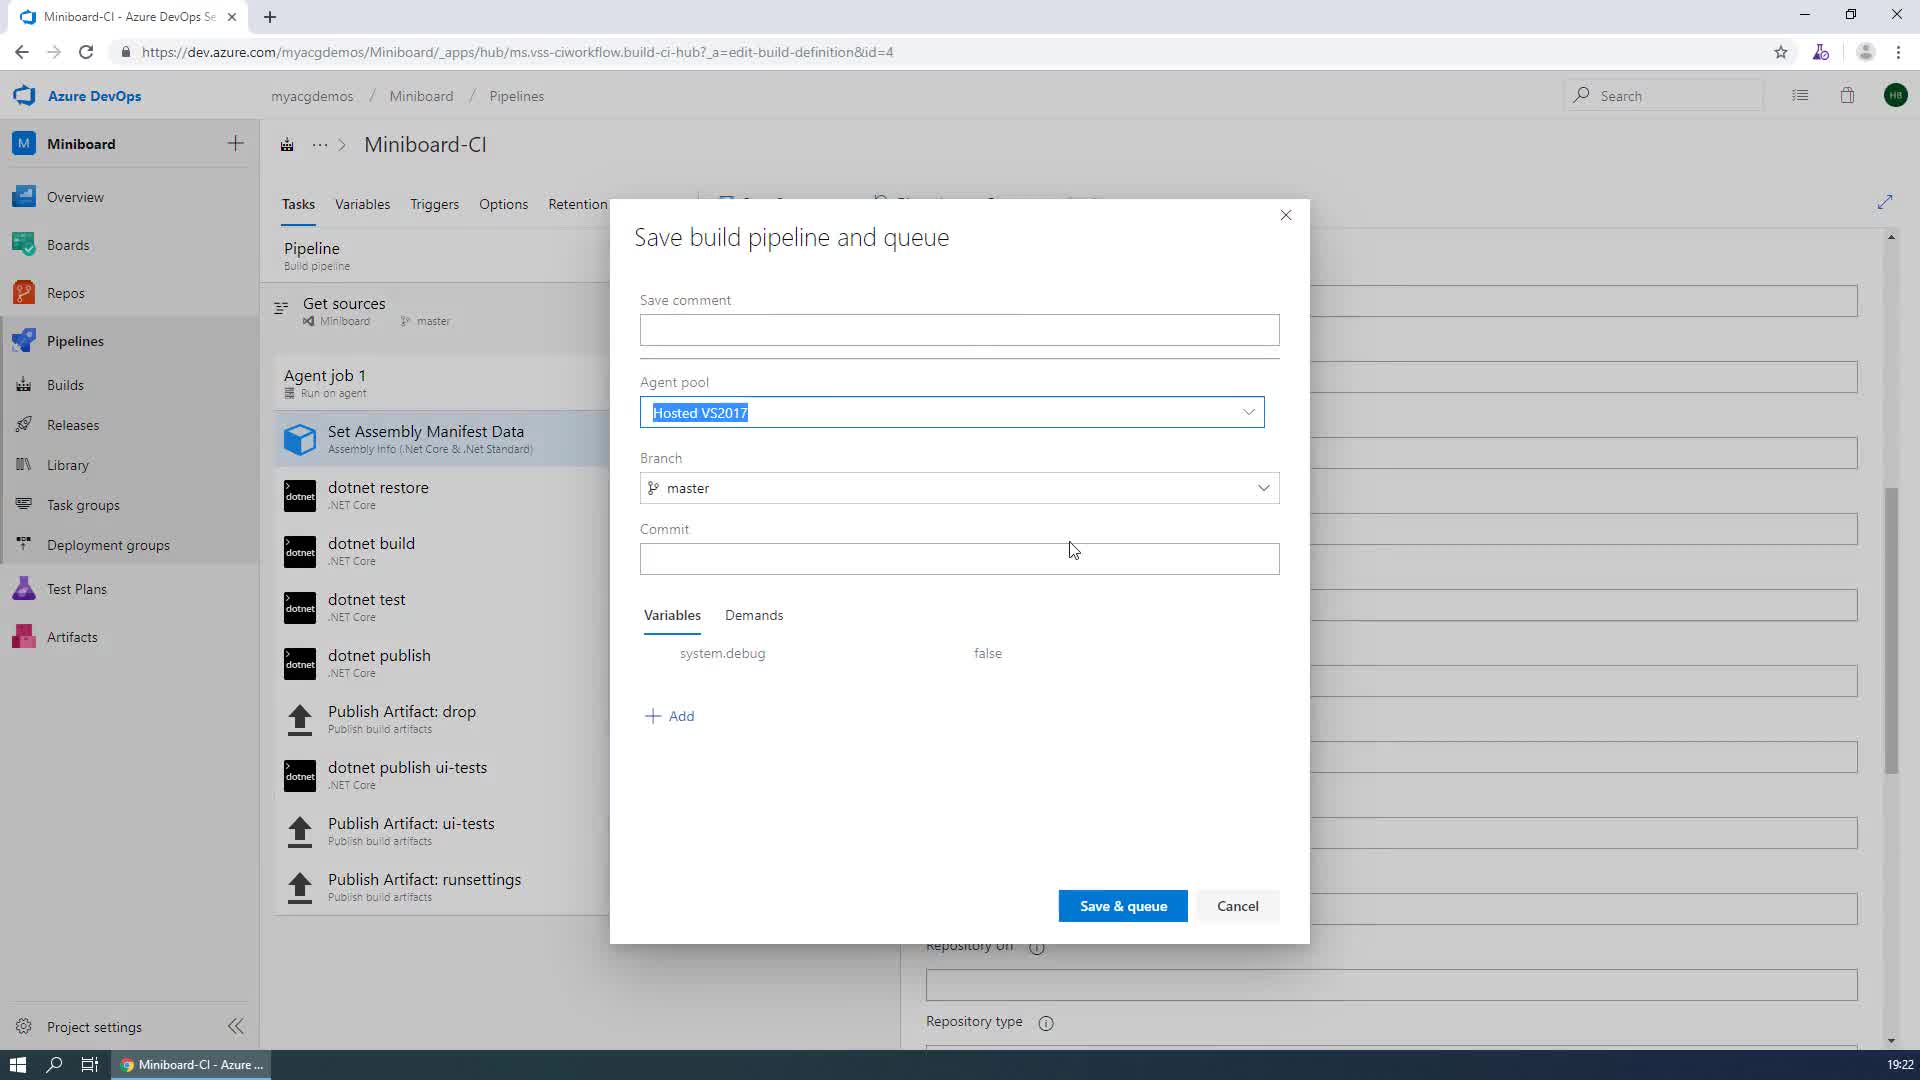 Miniboard-CI - Azure DevOps Se
https://dev.azure.com/myacgdemos/Miniboard/_apps/hub/ms.vss-ciworkflow.build-ci-hub?_a=edit-build-definition&id=4
Azure DevOps
myacgdemos / Miniboard / Pipelines
Search
HB
M Miniboard
Miniboard-CI
Overview
Boards
Repos
Pipelines
Builds
Releases
Library
Task groups
Deployment groups
Test Plans
Artifacts
Project settings
Tasks Variables Triggers Options Retention
Pipeline
Build pipeline
Get sources
Miniboard master
Agent job 1
Run on agent
Set Assembly Manifest Data
Assembly Info (.Net Core & .Net Standard)
dotnet dotnet restore
.NET Core
dotnet dotnet build
.NET Core
dotnet dotnet test
.NET Core
dotnet dotnet publish
.NET Core
Publish Artifact: drop
Publish build artifacts
dotnet dotnet publish ui-tests
.NET Core
Publish Artifact: ui-tests
Publish build artifacts
Publish Artifact: runsettings
Publish build artifacts
Save build pipeline and queue
Save comment
Agent pool
Hosted VS2017
Branch
master
Commit
Variables Demands
system.debug false
Add
Save & queue Cancel
Repository type
Miniboard-CI - Azure ...
19:22